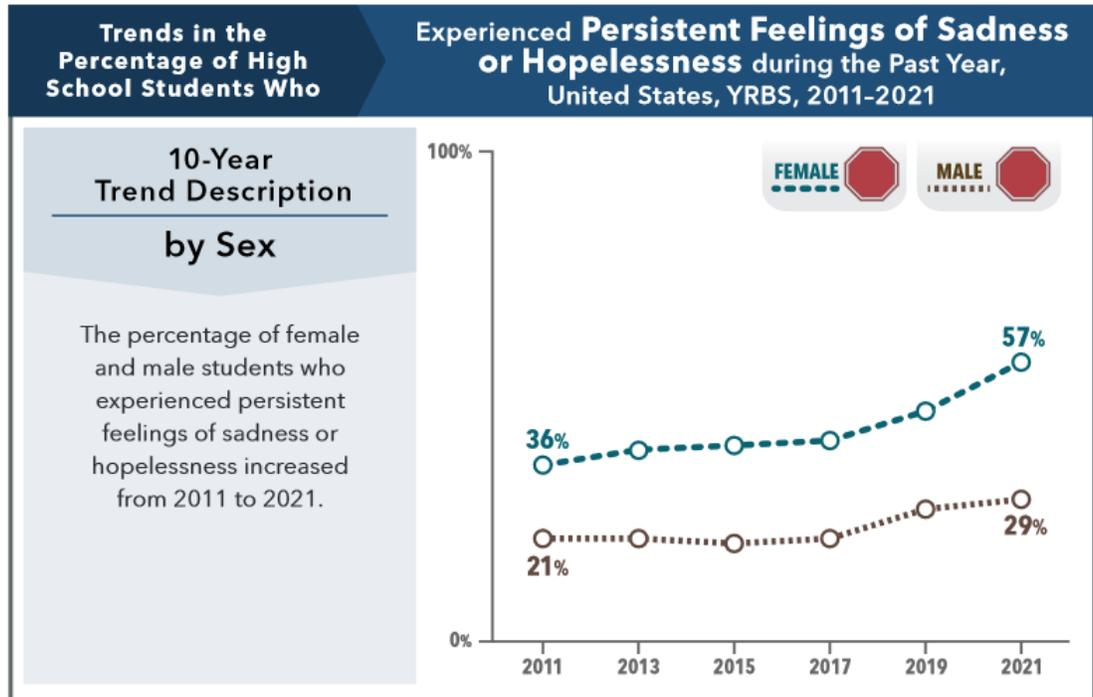 Trends in the
Percentage of High
School Students Who
Experienced Persistent Feelings of Sadness
or Hopelessness during the Past Year,
United States, YRBS, 2011–2021
10-Year
Trend Description
by Sex
The percentage of female
and male students who
experienced persistent
feelings of sadness or
hopelessness increased
from 2011 to 2021.
100%
FEMALE
MALE
57%
36%
29%
21%
0%
2011 2013 2015 2017 2019 2021